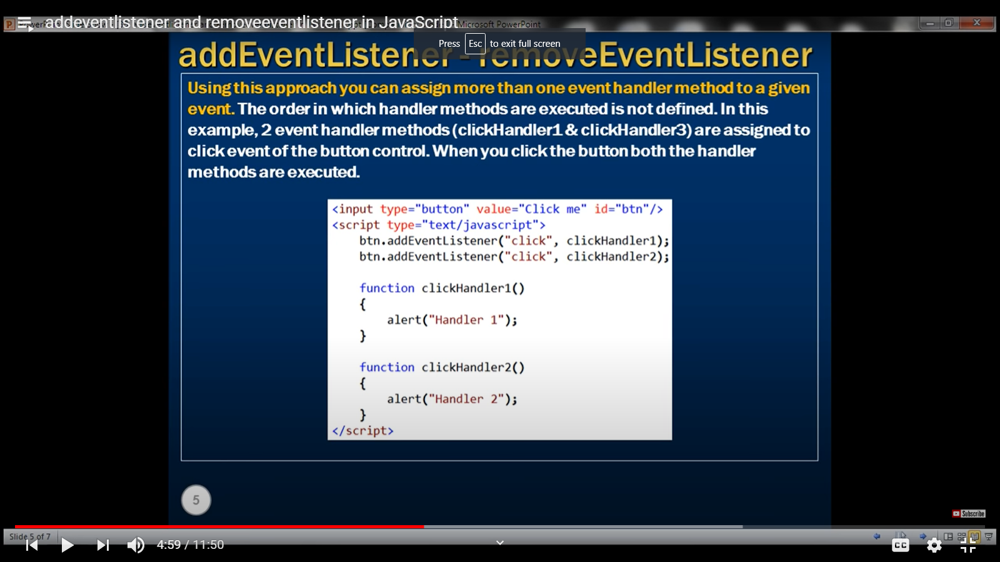 addeventlistener and removeeventlistener in JavaScript
Microsoft PowerPoint
Press Esc to exit full screen
addEventListener - removeEventListener
Using this approach you can assign more than one event handler method to a given
event. The order in which handler methods are executed is not defined. In this
example, 2 event handler methods (clickHandler1 & clickHandler3) are assigned to
click event of the button control. When you click the button both the handler
methods are executed.
<input type="button" value="Click me" id="btn"/>
<script type="text/javascript">
btn.addEventListener("click", clickHandler1);
btn.addEventListener("click", clickHandler2);
function clickHandler1()
{
alert("Handler 1");
}
function clickHandler2()
{
alert("Handler 2");
}
</script>
5
Subscribe
Slide 5 of 7
4:59 / 11:50
CC